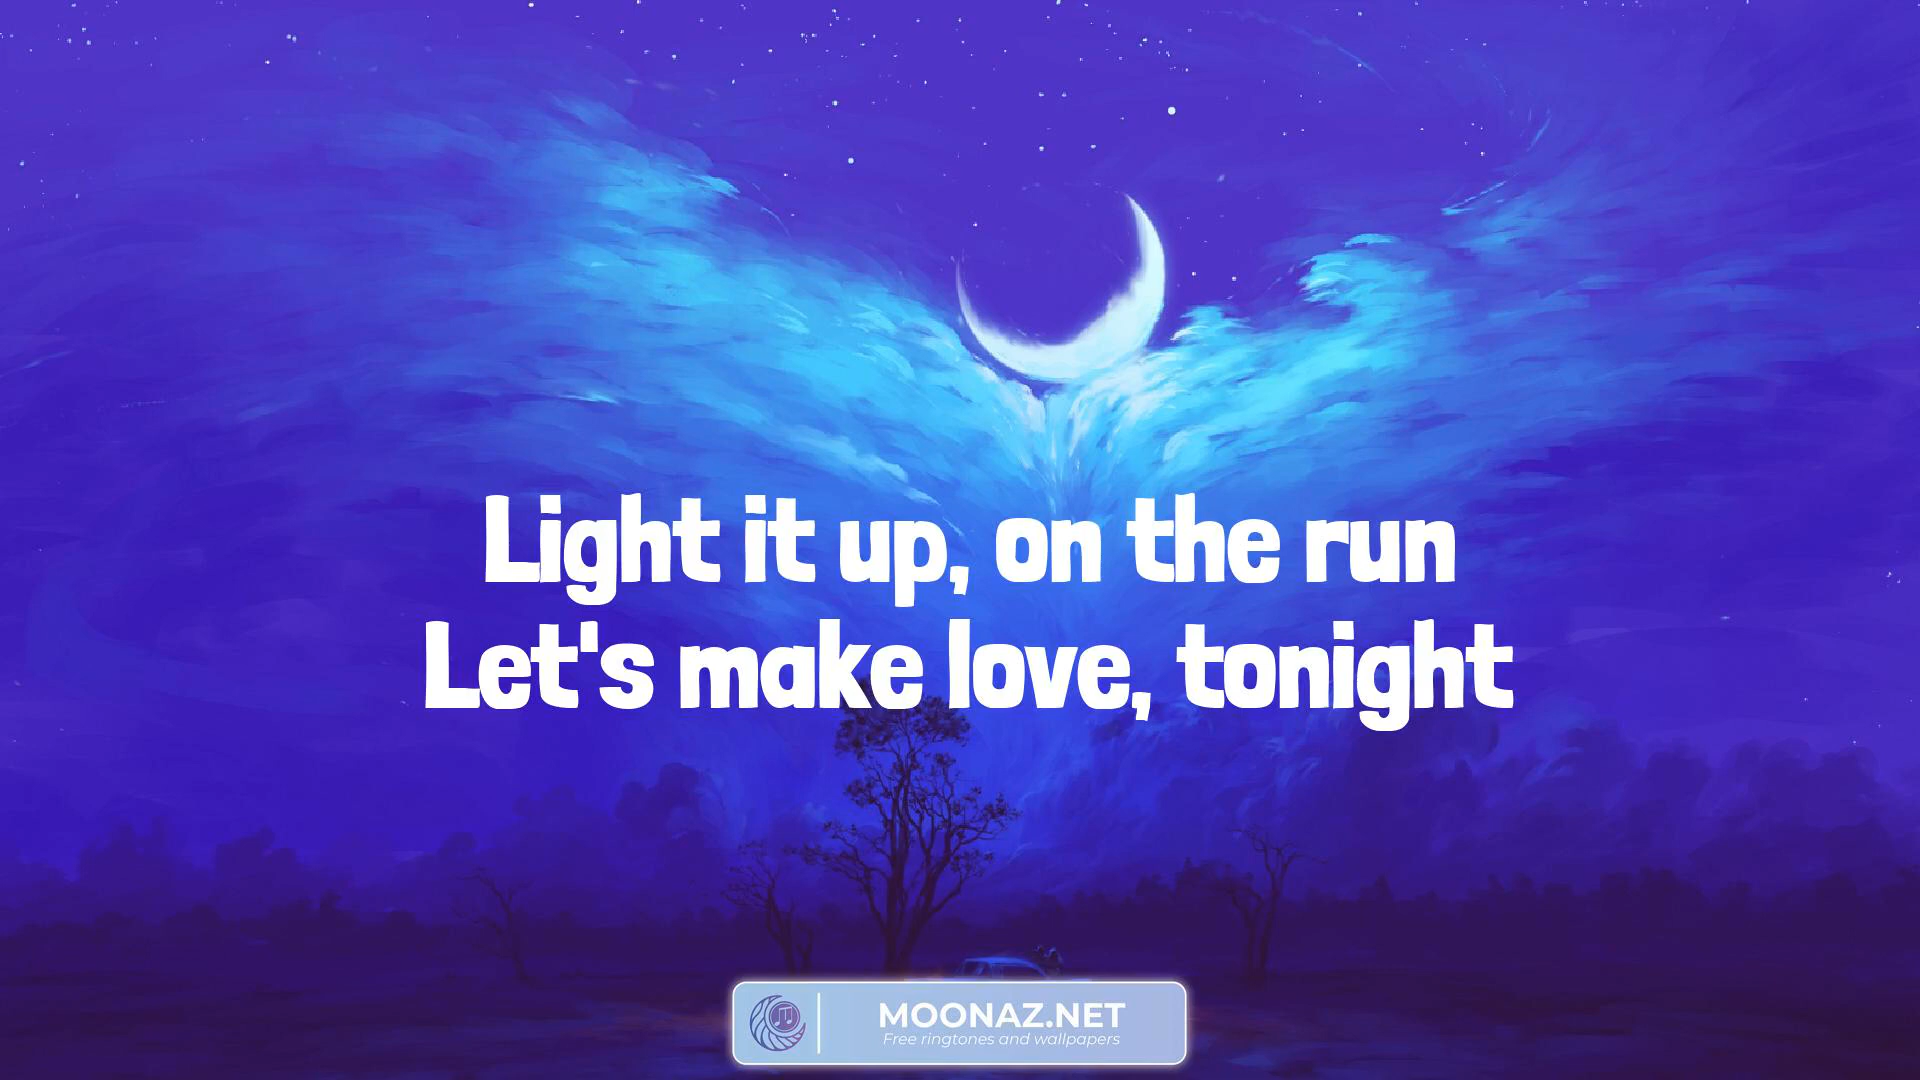 Light it up, on the run
Let's make love, tonight
MOONAZ.NET
Free ringtones and wallpapers